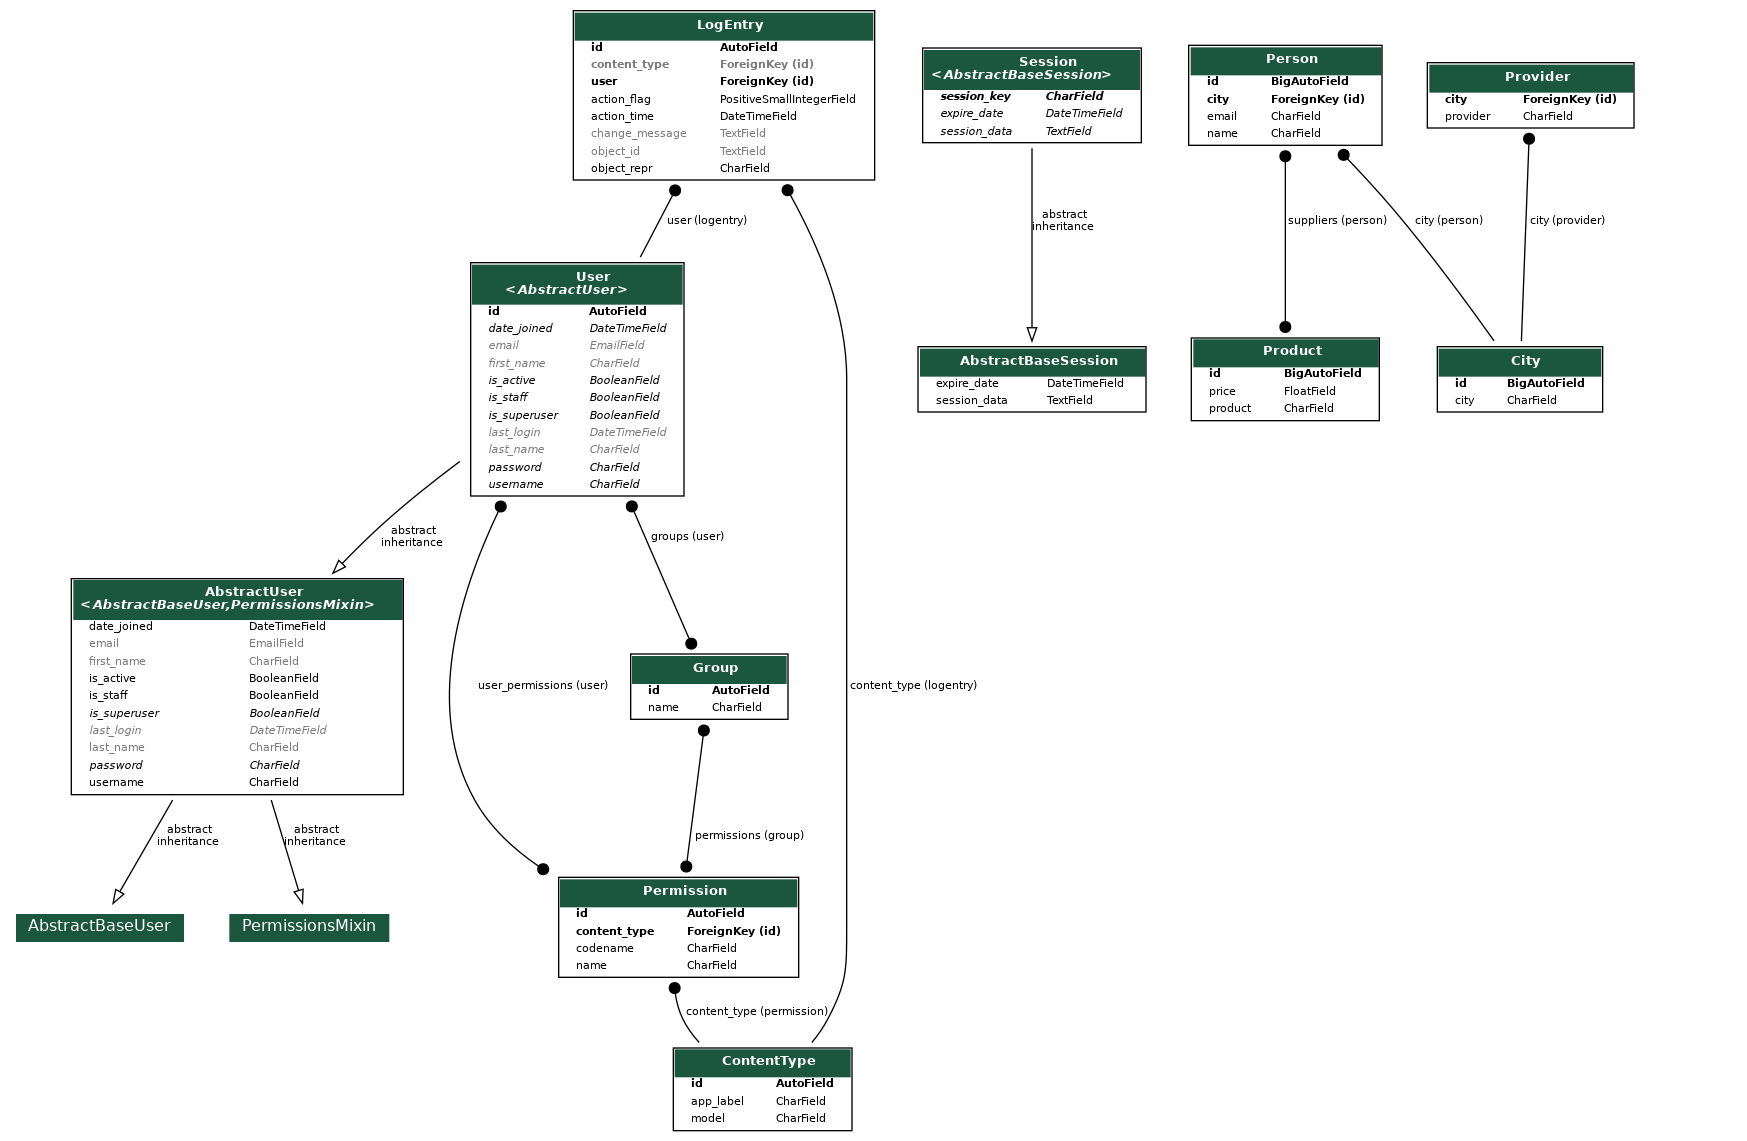 LogEntry
id AutoField
content_type ForeignKey (id)
user ForeignKey (id)
action_flag PositiveSmallIntegerField
action_time DateTimeField
change_message TextField
object_id TextField
object_repr CharField
Session
<AbstractBaseSession>
session_key CharField
expire_date DateTimeField
session_data TextField
Person
id BigAutoField
city ForeignKey (id)
email CharField
name CharField
Provider
city ForeignKey (id)
provider CharField
user (logentry)
abstract
inheritance
suppliers (person)
city (person)
city (provider)
User
<AbstractUser>
id AutoField
date_joined DateTimeField
email EmailField
first_name CharField
is_active BooleanField
is_staff BooleanField
is_superuser BooleanField
last_login DateTimeField
last_name CharField
password CharField
username CharField
AbstractBaseSession
expire_date DateTimeField
session_data TextField
Product
id BigAutoField
price FloatField
product CharField
City
id BigAutoField
city CharField
abstract
inheritance
groups (user)
AbstractUser
<AbstractBaseUser,PermissionsMixin>
date_joined DateTimeField
email EmailField
first_name CharField
is_active BooleanField
is_staff BooleanField
is_superuser BooleanField
last_login DateTimeField
last_name CharField
password CharField
username CharField
user_permissions (user)
Group
id AutoField
name CharField
content_type (logentry)
abstract
inheritance
abstract
inheritance
permissions (group)
AbstractBaseUser
PermissionsMixin
Permission
id AutoField
content_type ForeignKey (id)
codename CharField
name CharField
content_type (permission)
ContentType
id AutoField
app_label CharField
model CharField